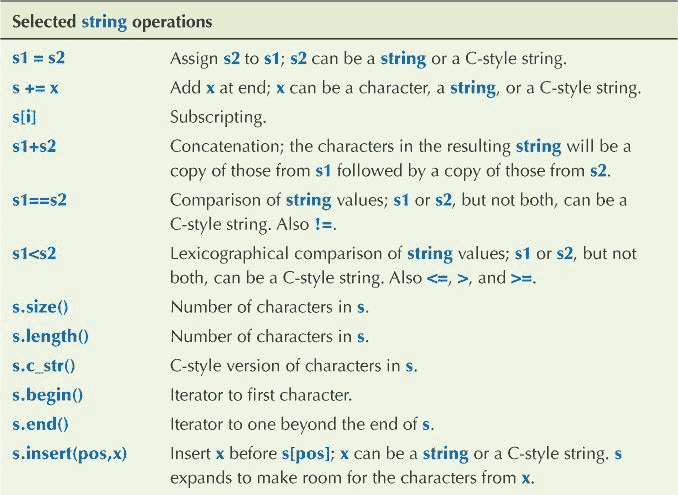 Selected string operations
s1 = s2 Assign s2 to s1; s2 can be a string or a C-style string.
s += x Add x at end; x can be a character, a string, or a C-style string.
s[i] Subscripting.
s1+s2 Concatenation; the characters in the resulting string will be a
copy of those from s1 followed by a copy of those from s2.
s1==s2 Comparison of string values; s1 or s2, but not both, can be a
C-style string. Also !=.
s1<s2 Lexicographical comparison of string values; s1 or s2, but not
both, can be a C-style string. Also <=, >, and >=.
s.size() Number of characters in s.
s.length() Number of characters in s.
s.c_str() C-style version of characters in s.
s.begin() Iterator to first character.
s.end() Iterator to one beyond the end of s.
s.insert(pos,x) Insert x before s[pos]; x can be a string or a C-style string. s
expands to make room for the characters from x.